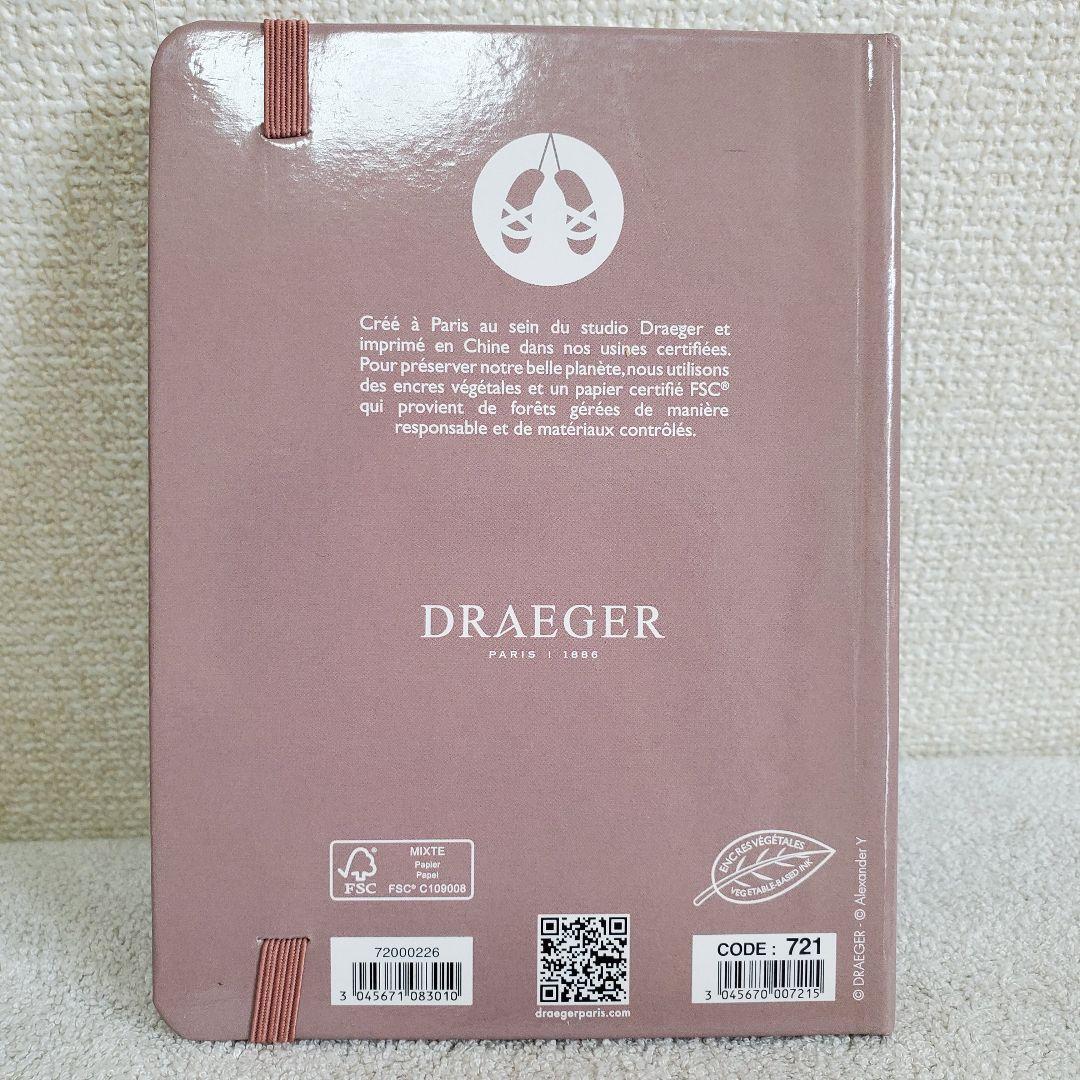 Créé à Paris au sein du studio Draeger et
imprimé en Chine dans nos usines certifiées.
Pour préserver notre belle planète, nous utilisons
des encres végétales et un papier certifié FSC®
qui provient de forêts gérées de manière
responsable et de matériaux contrôlés.
DRAEGER
PARIS | 1886
FSC
MIXTE
Papier
Papel
FSC® C109008
ENCRES VÉGÉTALES
VEGETABLE-BASED INK
72000226
3 045671 083010
draegerparis.com
CODE : 721
3 045670 007215
© DRAEGER - © Alexander Y